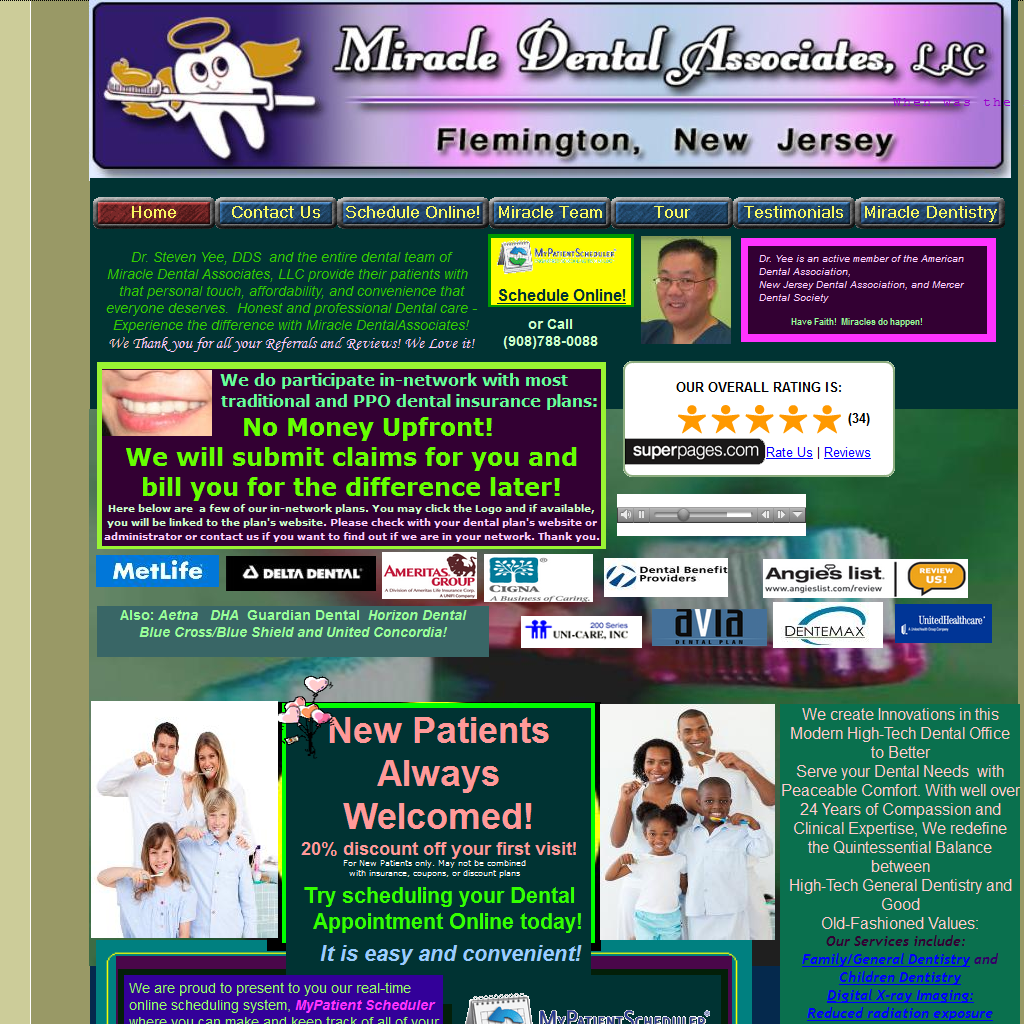 Miracle Dental Associates, LLC
When was the
Flemington, New Jersey
Home
Contact Us
Schedule Online!
Miracle Team
Tour
Testimonials
Miracle Dentistry
Dr. Steven Yee, DDS and the entire dental team of
Miracle Dental Associates, LLC provide their patients with
that personal touch, affordability, and convenience that
everyone deserves. Honest and professional Dental care -
Experience the difference with Miracle DentalAssociates!
We Thank you for all your Referrals and Reviews! We Love it!
MyPatientScheduler
Schedule Online!
or Call
(908)788-0088
Dr. Yee is an active member of the American
Dental Association,
New Jersey Dental Association, and Mercer
Dental Society
Have Faith! Miracles do happen!
We do participate in-network with most
traditional and PPO dental insurance plans:
No Money Upfront!
We will submit claims for you and
bill you for the difference later!
Here below are a few of our in-network plans. You may click the Logo and if available,
you will be linked to the plan's website. Please check with your dental plan's website or
administrator or contact us if you want to find out if we are in your network. Thank you.
OUR OVERALL RATING IS:
(34)
superpages.com
Rate Us | Reviews
MetLife
DELTA DENTAL
AMERITAS
GROUP
A Division of Ameritas Life Insurance Corp.
A UNIFI Company
CIGNA
A Business of Caring.
Dental Benefit
Providers
Angie's list.
www.angieslist.com/review
REVIEW
US!
Also: Aetna DHA Guardian Dental Horizon Dental
Blue Cross/Blue Shield and United Concordia!
200 Series
UNI-CARE, INC
avia
DENTAL PLAN
DENTEMAX
UnitedHealthcare
A UnitedHealth Group Company
New Patients
Always
Welcomed!
20% discount off your first visit!
For New Patients only. May not be combined
with insurance, coupons, or discount plans
Try scheduling your Dental
Appointment Online today!
It is easy and convenient!
We create Innovations in this
Modern High-Tech Dental Office
to Better
Serve your Dental Needs with
Peaceable Comfort. With well over
24 Years of Compassion and
Clinical Expertise, We redefine
the Quintessential Balance
between
High-Tech General Dentistry and
Good
Old-Fashioned Values:
Our Services include:
Family/General Dentistry and
Children Dentistry
Digital X-ray Imaging:
Reduced radiation exposure
We are proud to present to you our real-time
online scheduling system, MyPatient Scheduler
where you can make and keep track of all of your
MyPatientScheduler